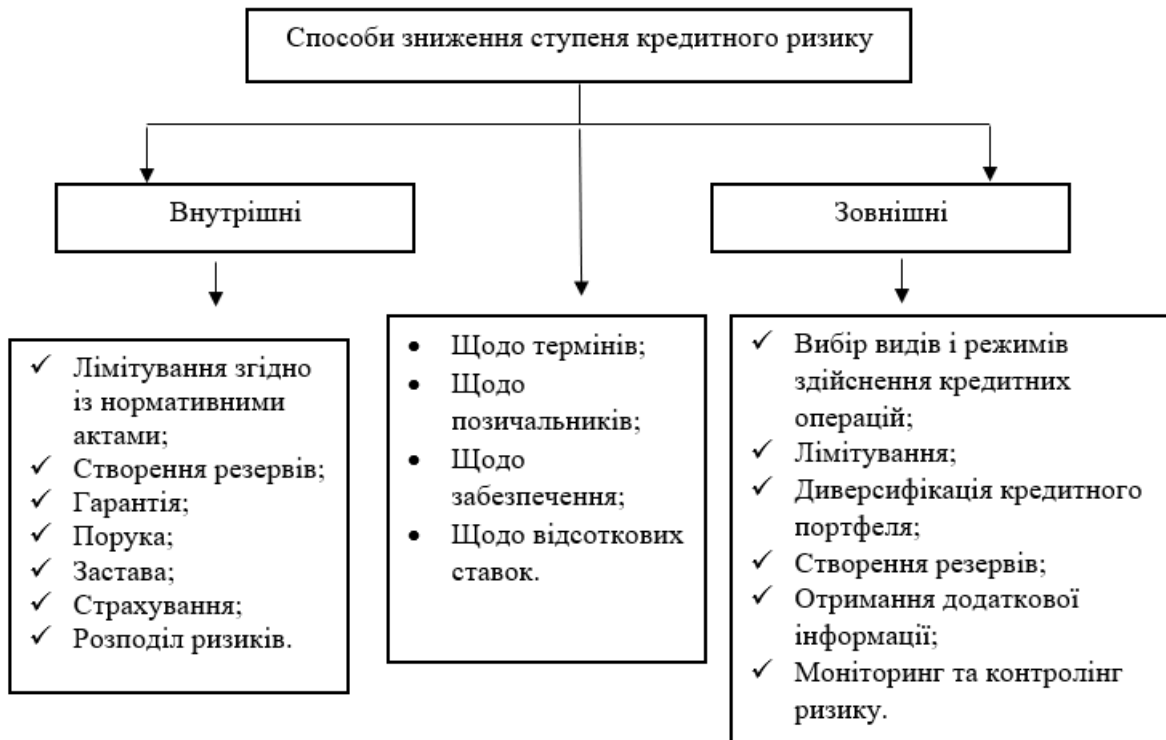 Способи зниження ступеня кредитного ризику
Внутрішні
Зовнішні
✓ Лімітування згідно
із нормативними
актами;
✓ Створення резервів;
✓ Гарантія;
✓ Порука;
✓ Застава;
✓ Страхування;
✓ Розподіл ризиків.
• Щодо термінів;
• Щодо
позичальників;
• Щодо
забезпечення;
• Щодо відсоткових
ставок.
✓ Вибір видів і режимів
здійснення кредитних
операцій;
✓ Лімітування;
✓ Диверсифікація кредитного
портфеля;
✓ Створення резервів;
✓ Отримання додаткової
інформації;
✓ Моніторинг та контролінг
ризику.